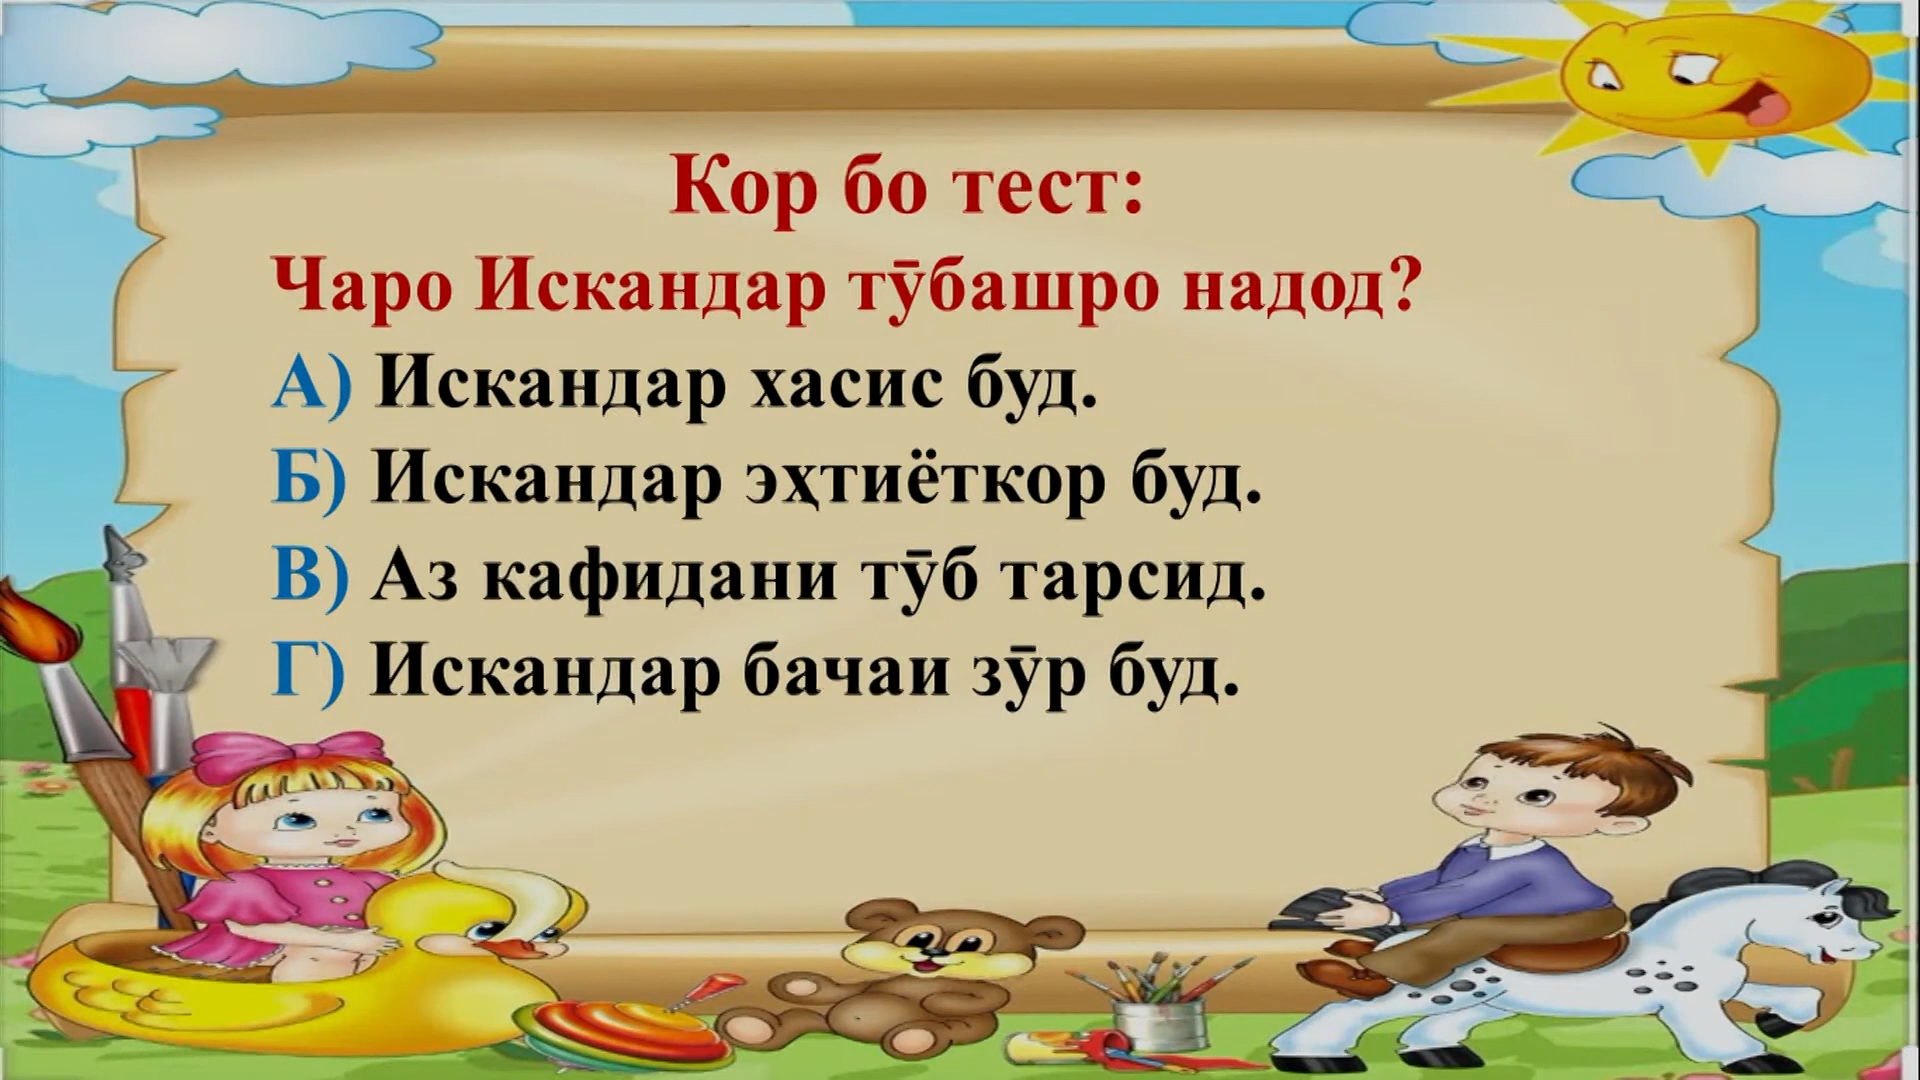 Кор бо тест:
Чаро Искандар тӯбашро надод?
А) Искандар хасис буд.
Б) Искандар эҳтиёткор буд.
В) Аз кафидани тӯб тарсид.
Г) Искандар бачаи зӯр буд.